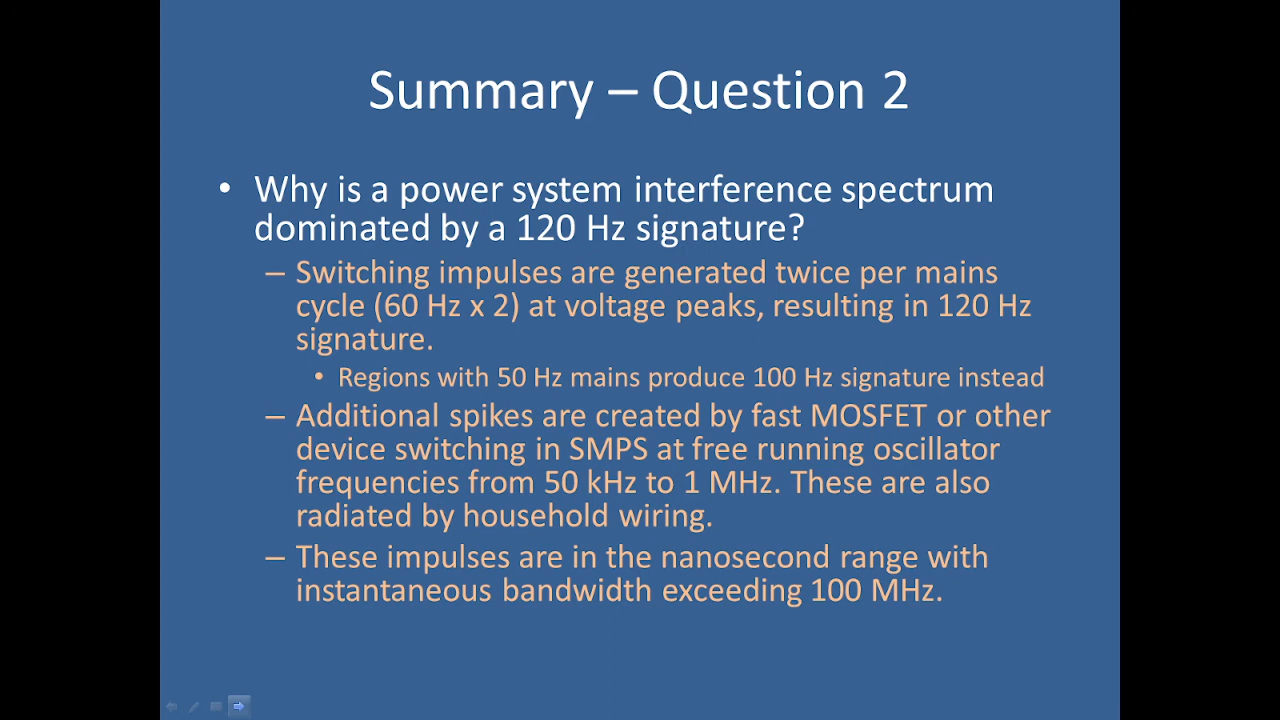 Summary – Question 2
• Why is a power system interference spectrum
dominated by a 120 Hz signature?
– Switching impulses are generated twice per mains
cycle (60 Hz x 2) at voltage peaks, resulting in 120 Hz
signature.
• Regions with 50 Hz mains produce 100 Hz signature instead
– Additional spikes are created by fast MOSFET or other
device switching in SMPS at free running oscillator
frequencies from 50 kHz to 1 MHz. These are also
radiated by household wiring.
– These impulses are in the nanosecond range with
instantaneous bandwidth exceeding 100 MHz.